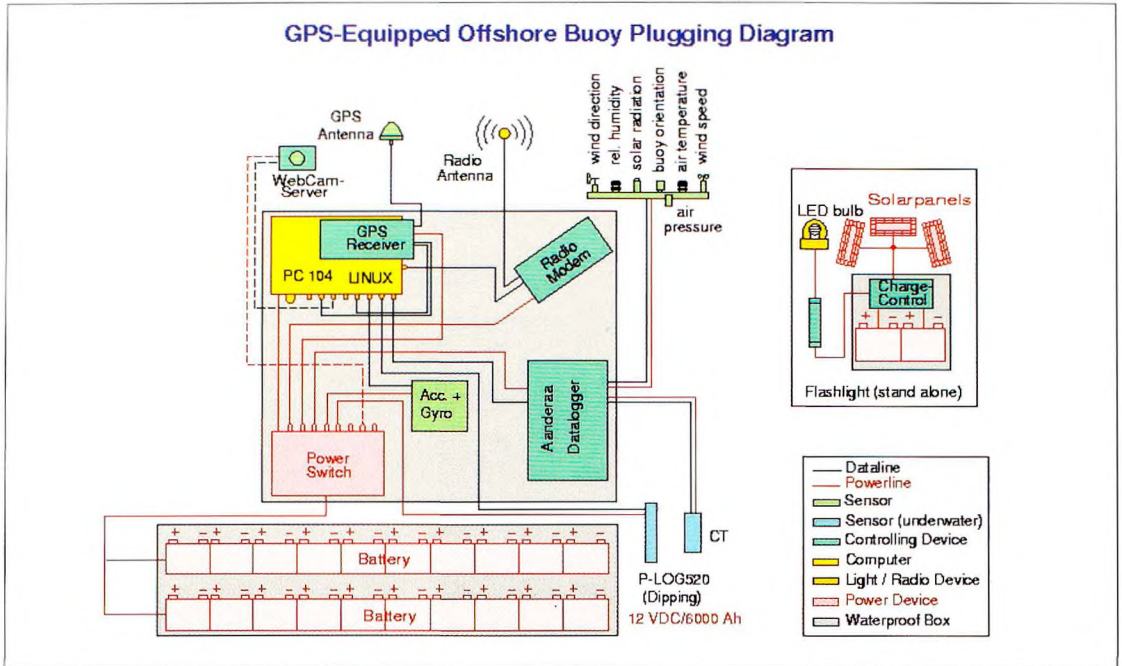 GPS-Equipped Offshore Buoy Plugging Diagram
GPS
Antenna
WebCam-
Server
Radio
Antenna
wind direction
rel. humidity
solar radiation
buoy orientation
air temperature
wind speed
air
pressure
GPS
Receiver
PC 104 LINUX
Radio
Modem
Acc. +
Gyro
Aanderaa
Datalogger
Power
Switch
+ - + - + - + - + - + - + - + - + - + -
Battery
+ - + - + - + - + - + - + - + - + - + -
Battery
CT
P-LOG520
(Dipping)
12 VDC/6000 Ah
Solarpanels
LED bulb
Charge-
Control
+ - + -
Flashlight (stand alone)
Dataline
Powerline
Sensor
Sensor (underwater)
Controlling Device
Computer
Light / Radio Device
Power Device
Waterproof Box